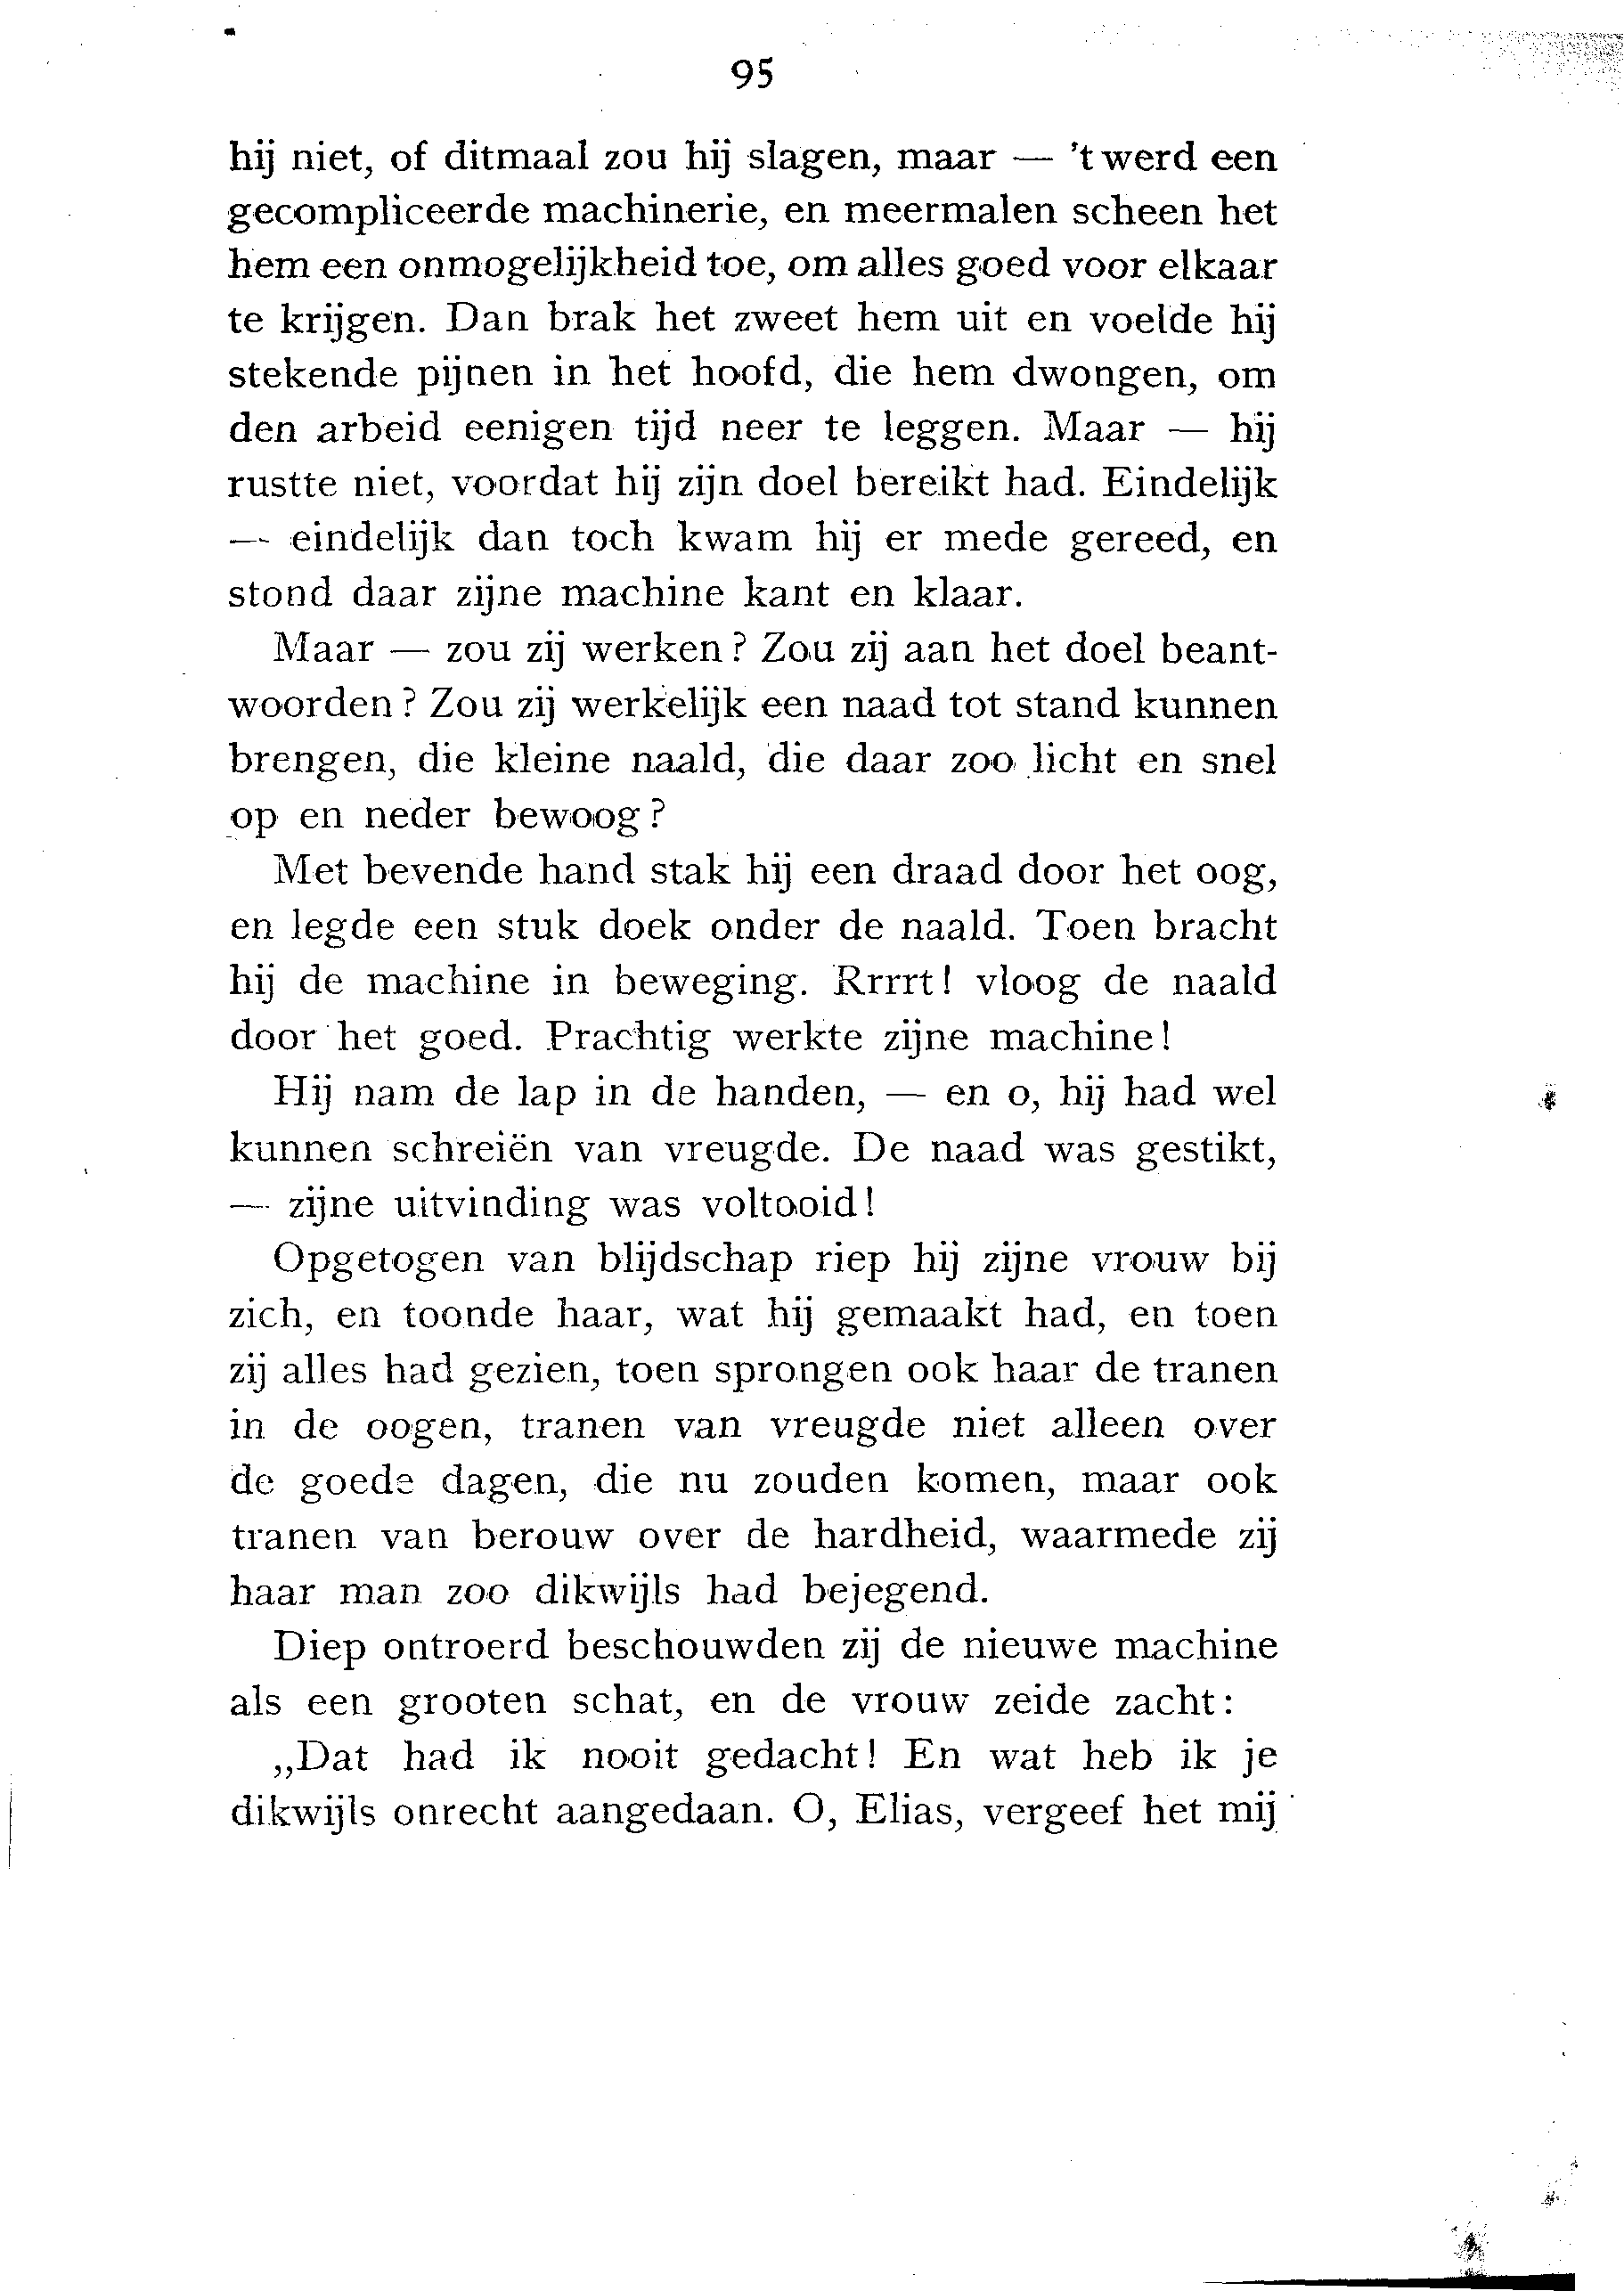 95
hij niet, of ditmaal zou hij slagen, maar — 't werd een
gecompliceerde machinerie, en meermalen scheen het
hem een onmogelijkheid toe, om alles goed voor elkaar
te krijgen. Dan brak het zweet hem uit en voelde hij
stekende pijnen in het hoofd, die hem dwongen, om
den arbeid eenigen tijd neer te leggen. Maar — hij
rustte niet, voordat hij zijn doel bereikt had. Eindelijk
— eindelijk dan toch kwam hij er mede gereed, en
stond daar zijne machine kant en klaar.
Maar — zou zij werken? Zou zij aan het doel beant-
woorden? Zou zij werkelijk een naad tot stand kunnen
brengen, die kleine naald, die daar zoo licht en snel
op en neder bewoog?
Met bevende hand stak hij een draad door het oog,
en legde een stuk doek onder de naald. Toen bracht
hij de machine in beweging. Rrrrt! vloog de naald
door het goed. Prachtig werkte zijne machine!
Hij nam de lap in de handen, — en o, hij had wel
kunnen schreiën van vreugde. De naad was gestikt,
— zijne uitvinding was voltooid!
Opgetogen van blijdschap riep hij zijne vrouw bij
zich, en toonde haar, wat hij gemaakt had, en toen
zij alles had gezien, toen sprongen ook haar de tranen
in de oogen, tranen van vreugde niet alleen over
de goede dagen, die nu zouden komen, maar ook
tranen van berouw over de hardheid, waarmede zij
haar man zoo dikwijls had bejegend.
Diep ontroerd beschouwden zij de nieuwe machine
als een grooten schat, en de vrouw zeide zacht:
„Dat had ik nooit gedacht! En wat heb ik je
dikwijls onrecht aangedaan. O, Elias, vergeef het mij